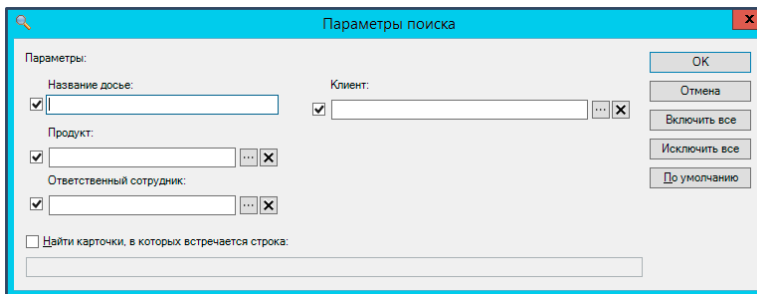 Параметры поиска
x
Параметры:
Название досье:
Клиент:
Продукт:
Ответственный сотрудник:
Найти карточки, в которых встречается строка:
OK
Отмена
Включить все
Исключить все
По умолчанию